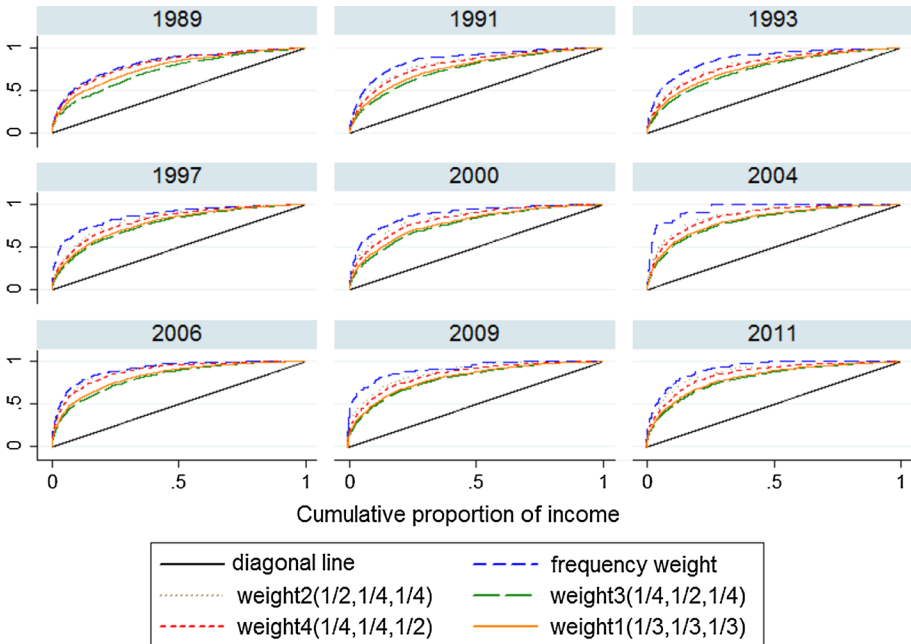 1989 1991 1993
1
.5
0
1997 2000 2004
1
.5
0
2006 2009 2011
1
.5
0
0 .5 1 0 .5 1 0 .5 1
Cumulative proportion of income
diagonal line frequency weight
weight2(1/2,1/4,1/4) weight3(1/4,1/2,1/4)
weight4(1/4,1/4,1/2) weight1(1/3,1/3,1/3)